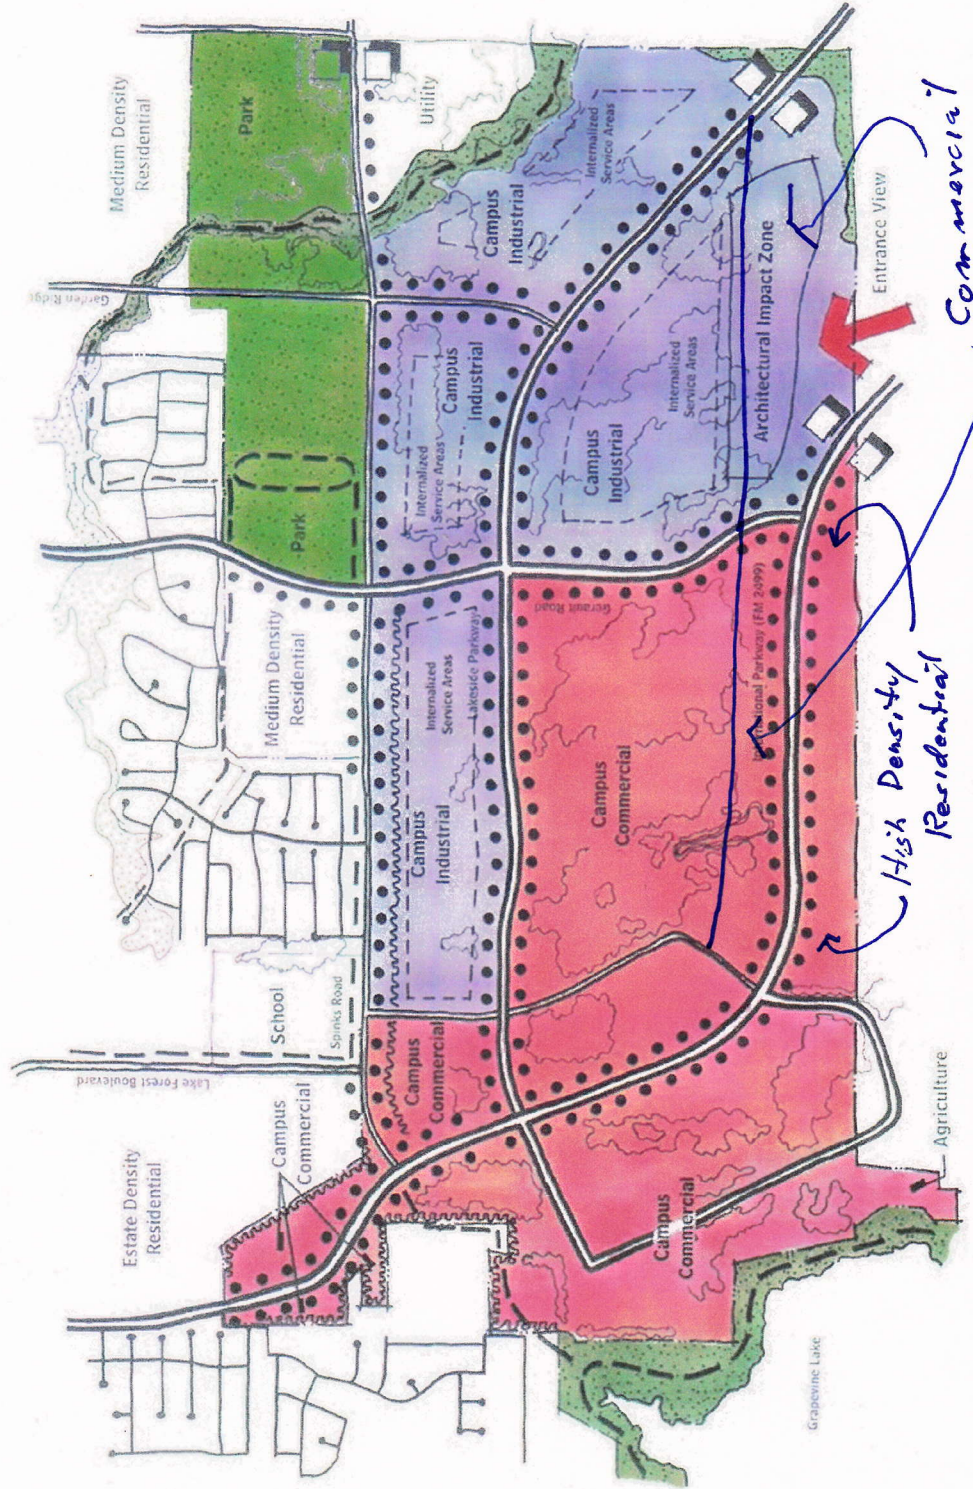 Garden Ridge
Medium Density
Residential
Estate Density
Residential
Lake Forest Boulevard
Park
School
Spinks Road
Campus
Commercial
Medium Density
Residential
Park
Utility
Campus
Commercial
Campus
Industrial
Internalized
Service Areas
Lakeside Parkway
Internalized
Service Areas
Campus
Industrial
Campus
Industrial
Internalized
Service Areas
Gerault Road
Campus
Commercial
Campus
Commercial
Campus
Industrial
Internalized
Service Areas
International Parkway (FM 2499)
Architectural Impact Zone
Grapevine Lake
Agriculture
Entrance View
High Density
Residential
Commercial